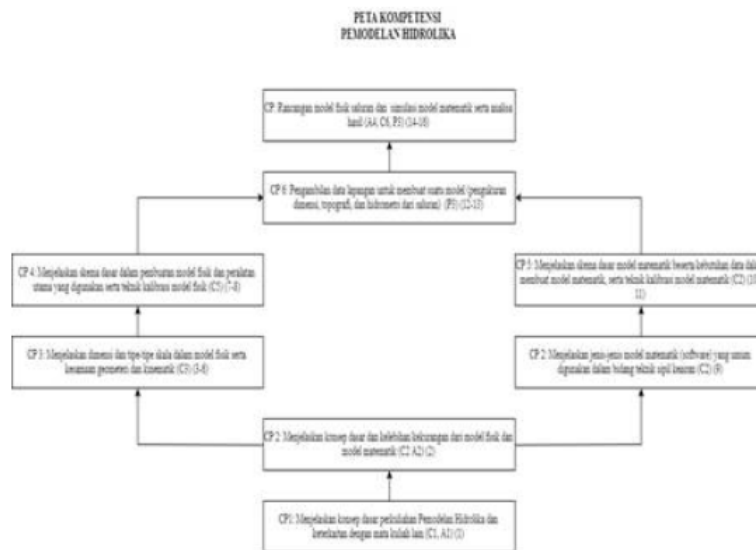 PETA KOMPETENSI
PEMODELAN HIDROLIKA
CP: Rancangan model fisik saluran dan simulasi model matematik serta analisa
hasil (A4, C6, P3) (14-16)
CP 6: Pengambilan data lapangan untuk membuat suatu model (pengukuran
dimensi, topografi, dan hidrometri dari saluran) (P3) (12-13)
CP 4: Menjelaskan skema dasar dalam pembuatan model fisik dan peralatan
utama yang digunakan serta teknik kalibrasi model fisik (C3) (7-8)
CP 5: Menjelaskan skema dasar model matematik beserta kebutuhan data dalam
membuat model matematik, serta teknik kalibrasi model matematik (C2) (10-
11)
CP 3: Menjelaskan dimensi dan tipe-tipe skala dalam model fisik serta
kesamaan geometri dan kinematik (C3) (3-6)
CP 2: Menjelaskan jenis-jenis model matematik (software) yang umum
digunakan dalam bidang teknik sipil keairan (C2) (9)
CP 2: Menjelaskan konsep dasar dan kelebihan kekurangan dari model fisik dan
model matematik (C2 A2) (2)
CP1: Menjelaskan konsep dasar perkuliahan Pemodelan Hidrolika dan
keterkaitan dengan mata kuliah lain (C1, A1) (1)